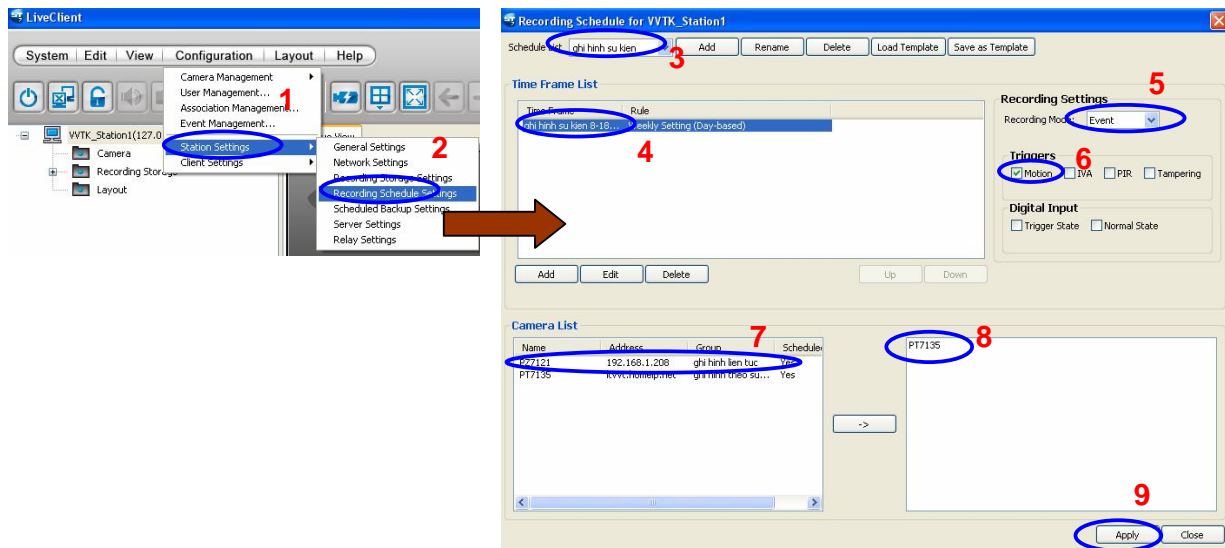 LiveClient
System Edit View Configuration Layout Help
Camera Management
User Management...
1
Association Management...
Event Management...
VVTK_Station1(127.0
Station Settings
Client Settings
Camera
Recording Storage
Layout
General Settings
2
Network Settings
Recording Storage Settings
Recording Schedule Settings
Scheduled Backup Settings
Server Settings
Relay Settings
Recording Schedule for VVTK_Station1
Schedule List ghi hinh su kien Add Rename Delete Load Template Save as Template
3
Time Frame List
Time Frame Rule
ghi hinh su kien 8-18... Weekly Setting (Day-based)
4
Add Edit Delete Up Down
Recording Settings
5
Recording Mode: Event
Triggers
6
Motion IVA PIR Tampering
Digital Input
Trigger State Normal State
Camera List
7
Name Address Group Schedule
PZ7121 192.168.1.208 ghi hinh lien tuc Yes
PT7135 ghi hinh theo su... Yes
->
PT7135
8
9
Apply Close